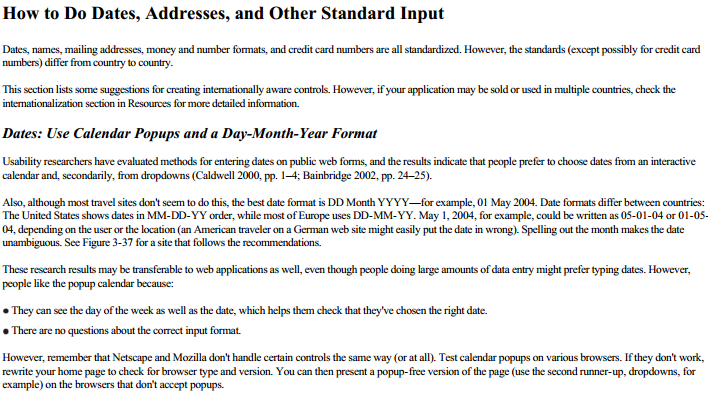 How to Do Dates, Addresses, and Other Standard Input
Dates, names, mailing addresses, money and number formats, and credit card numbers are all standardized. However, the standards (except possibly for credit card
numbers) differ from country to country.
This section lists some suggestions for creating internationally aware controls. However, if your application may be sold or used in multiple countries, check the
internationalization section in Resources for more detailed information.
Dates: Use Calendar Popups and a Day-Month-Year Format
Usability researchers have evaluated methods for entering dates on public web forms, and the results indicate that people prefer to choose dates from an interactive
calendar and, secondarily, from dropdowns (Caldwell 2000, pp. 1–4; Bainbridge 2002, pp. 24–25).
Also, although most travel sites don't seem to do this, the best date format is DD Month YYYY—for example, 01 May 2004. Date formats differ between countries:
The United States shows dates in MM-DD-YY order, while most of Europe uses DD-MM-YY. May 1, 2004, for example, could be written as 05-01-04 or 01-05-
04, depending on the user or the location (an American traveler on a German web site might easily put the date in wrong). Spelling out the month makes the date
unambiguous. See Figure 3-37 for a site that follows the recommendations.
These research results may be transferable to web applications as well, even though people doing large amounts of data entry might prefer typing dates. However,
people like the popup calendar because:
● They can see the day of the week as well as the date, which helps them check that they've chosen the right date.
● There are no questions about the correct input format.
However, remember that Netscape and Mozilla don't handle certain controls the same way (or at all). Test calendar popups on various browsers. If they don't work,
rewrite your home page to check for browser type and version. You can then present a popup-free version of the page (use the second runner-up, dropdowns, for
example) on the browsers that don't accept popups.